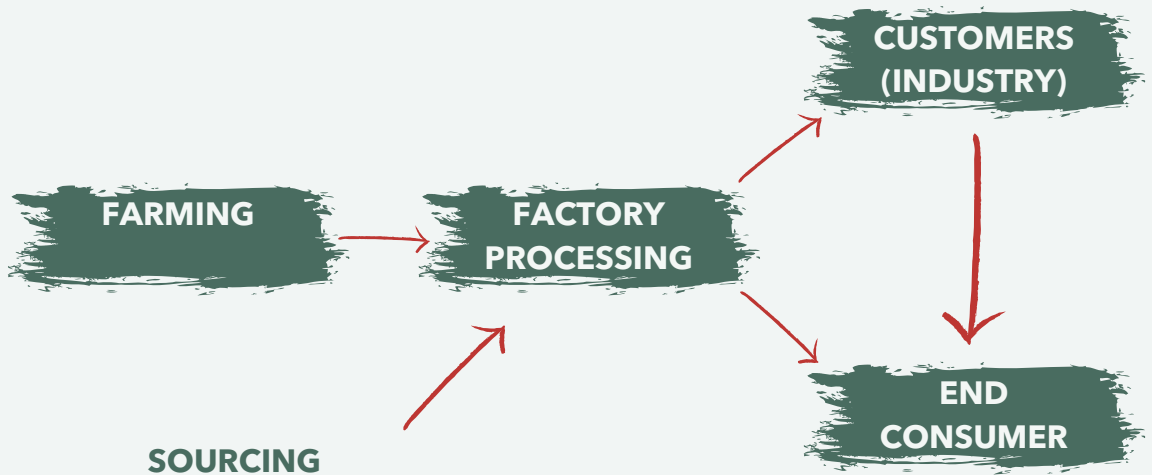 FARMING
FACTORY
PROCESSING
CUSTOMERS
(INDUSTRY)
END
CONSUMER
SOURCING